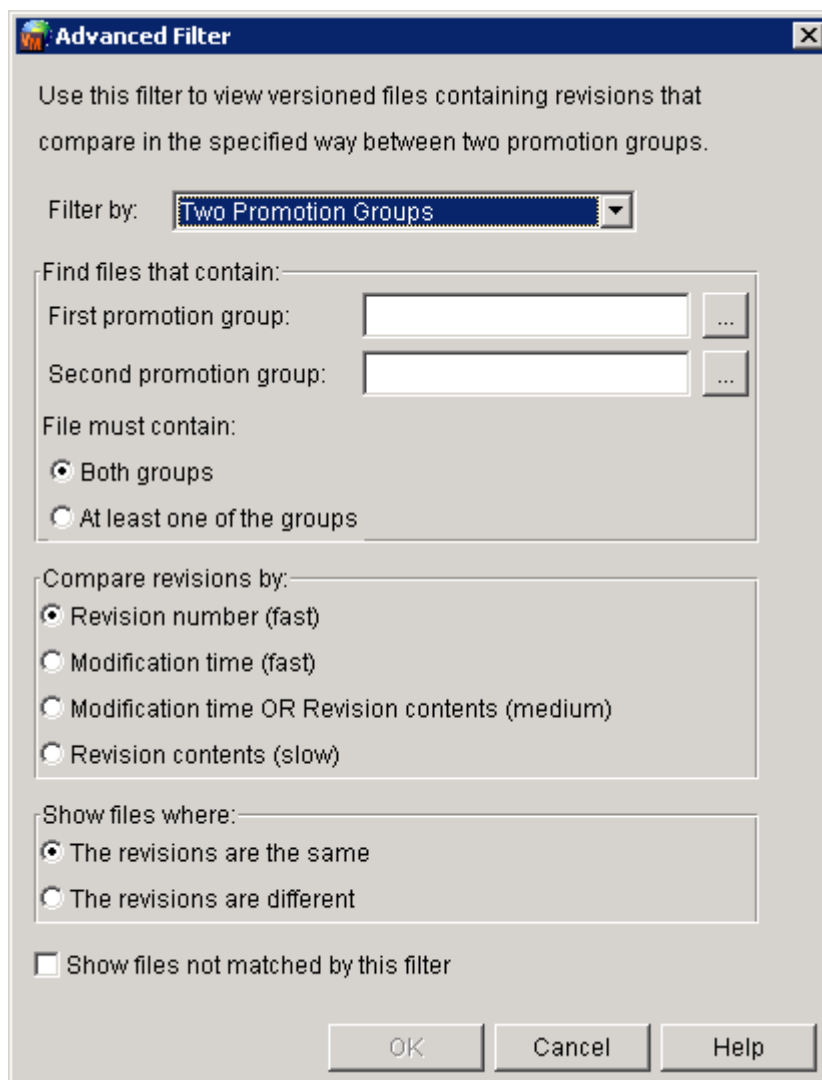 Advanced Filter
Use this filter to view versioned files containing revisions that
compare in the specified way between two promotion groups.
Filter by: Two Promotion Groups
Find files that contain:
First promotion group: ...
Second promotion group: ...
File must contain:
Both groups
At least one of the groups
Compare revisions by:
Revision number (fast)
Modification time (fast)
Modification time OR Revision contents (medium)
Revision contents (slow)
Show files where:
The revisions are the same
The revisions are different
Show files not matched by this filter
OK Cancel Help